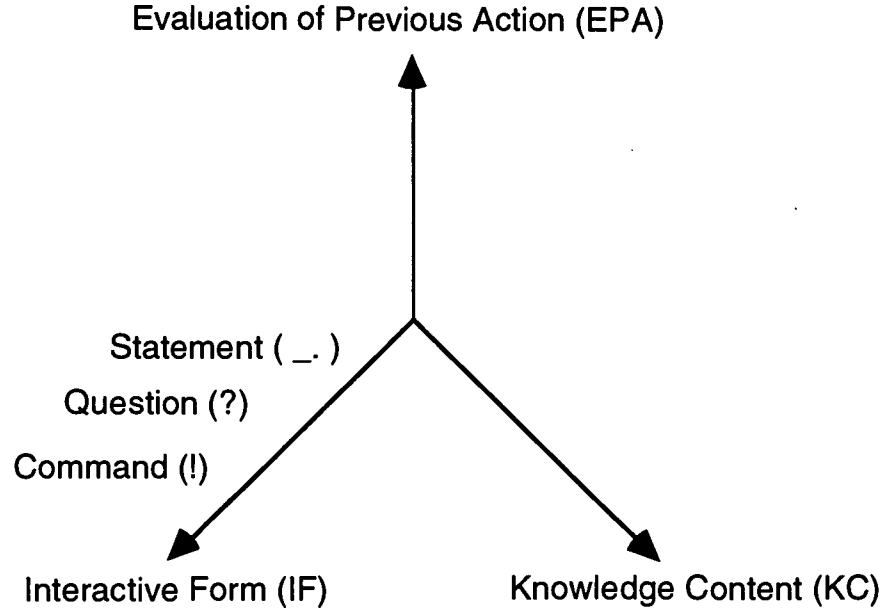 Evaluation of Previous Action (EPA)
Statement ( _. )
Question (?)
Command (!)
Interactive Form (IF)
Knowledge Content (KC)